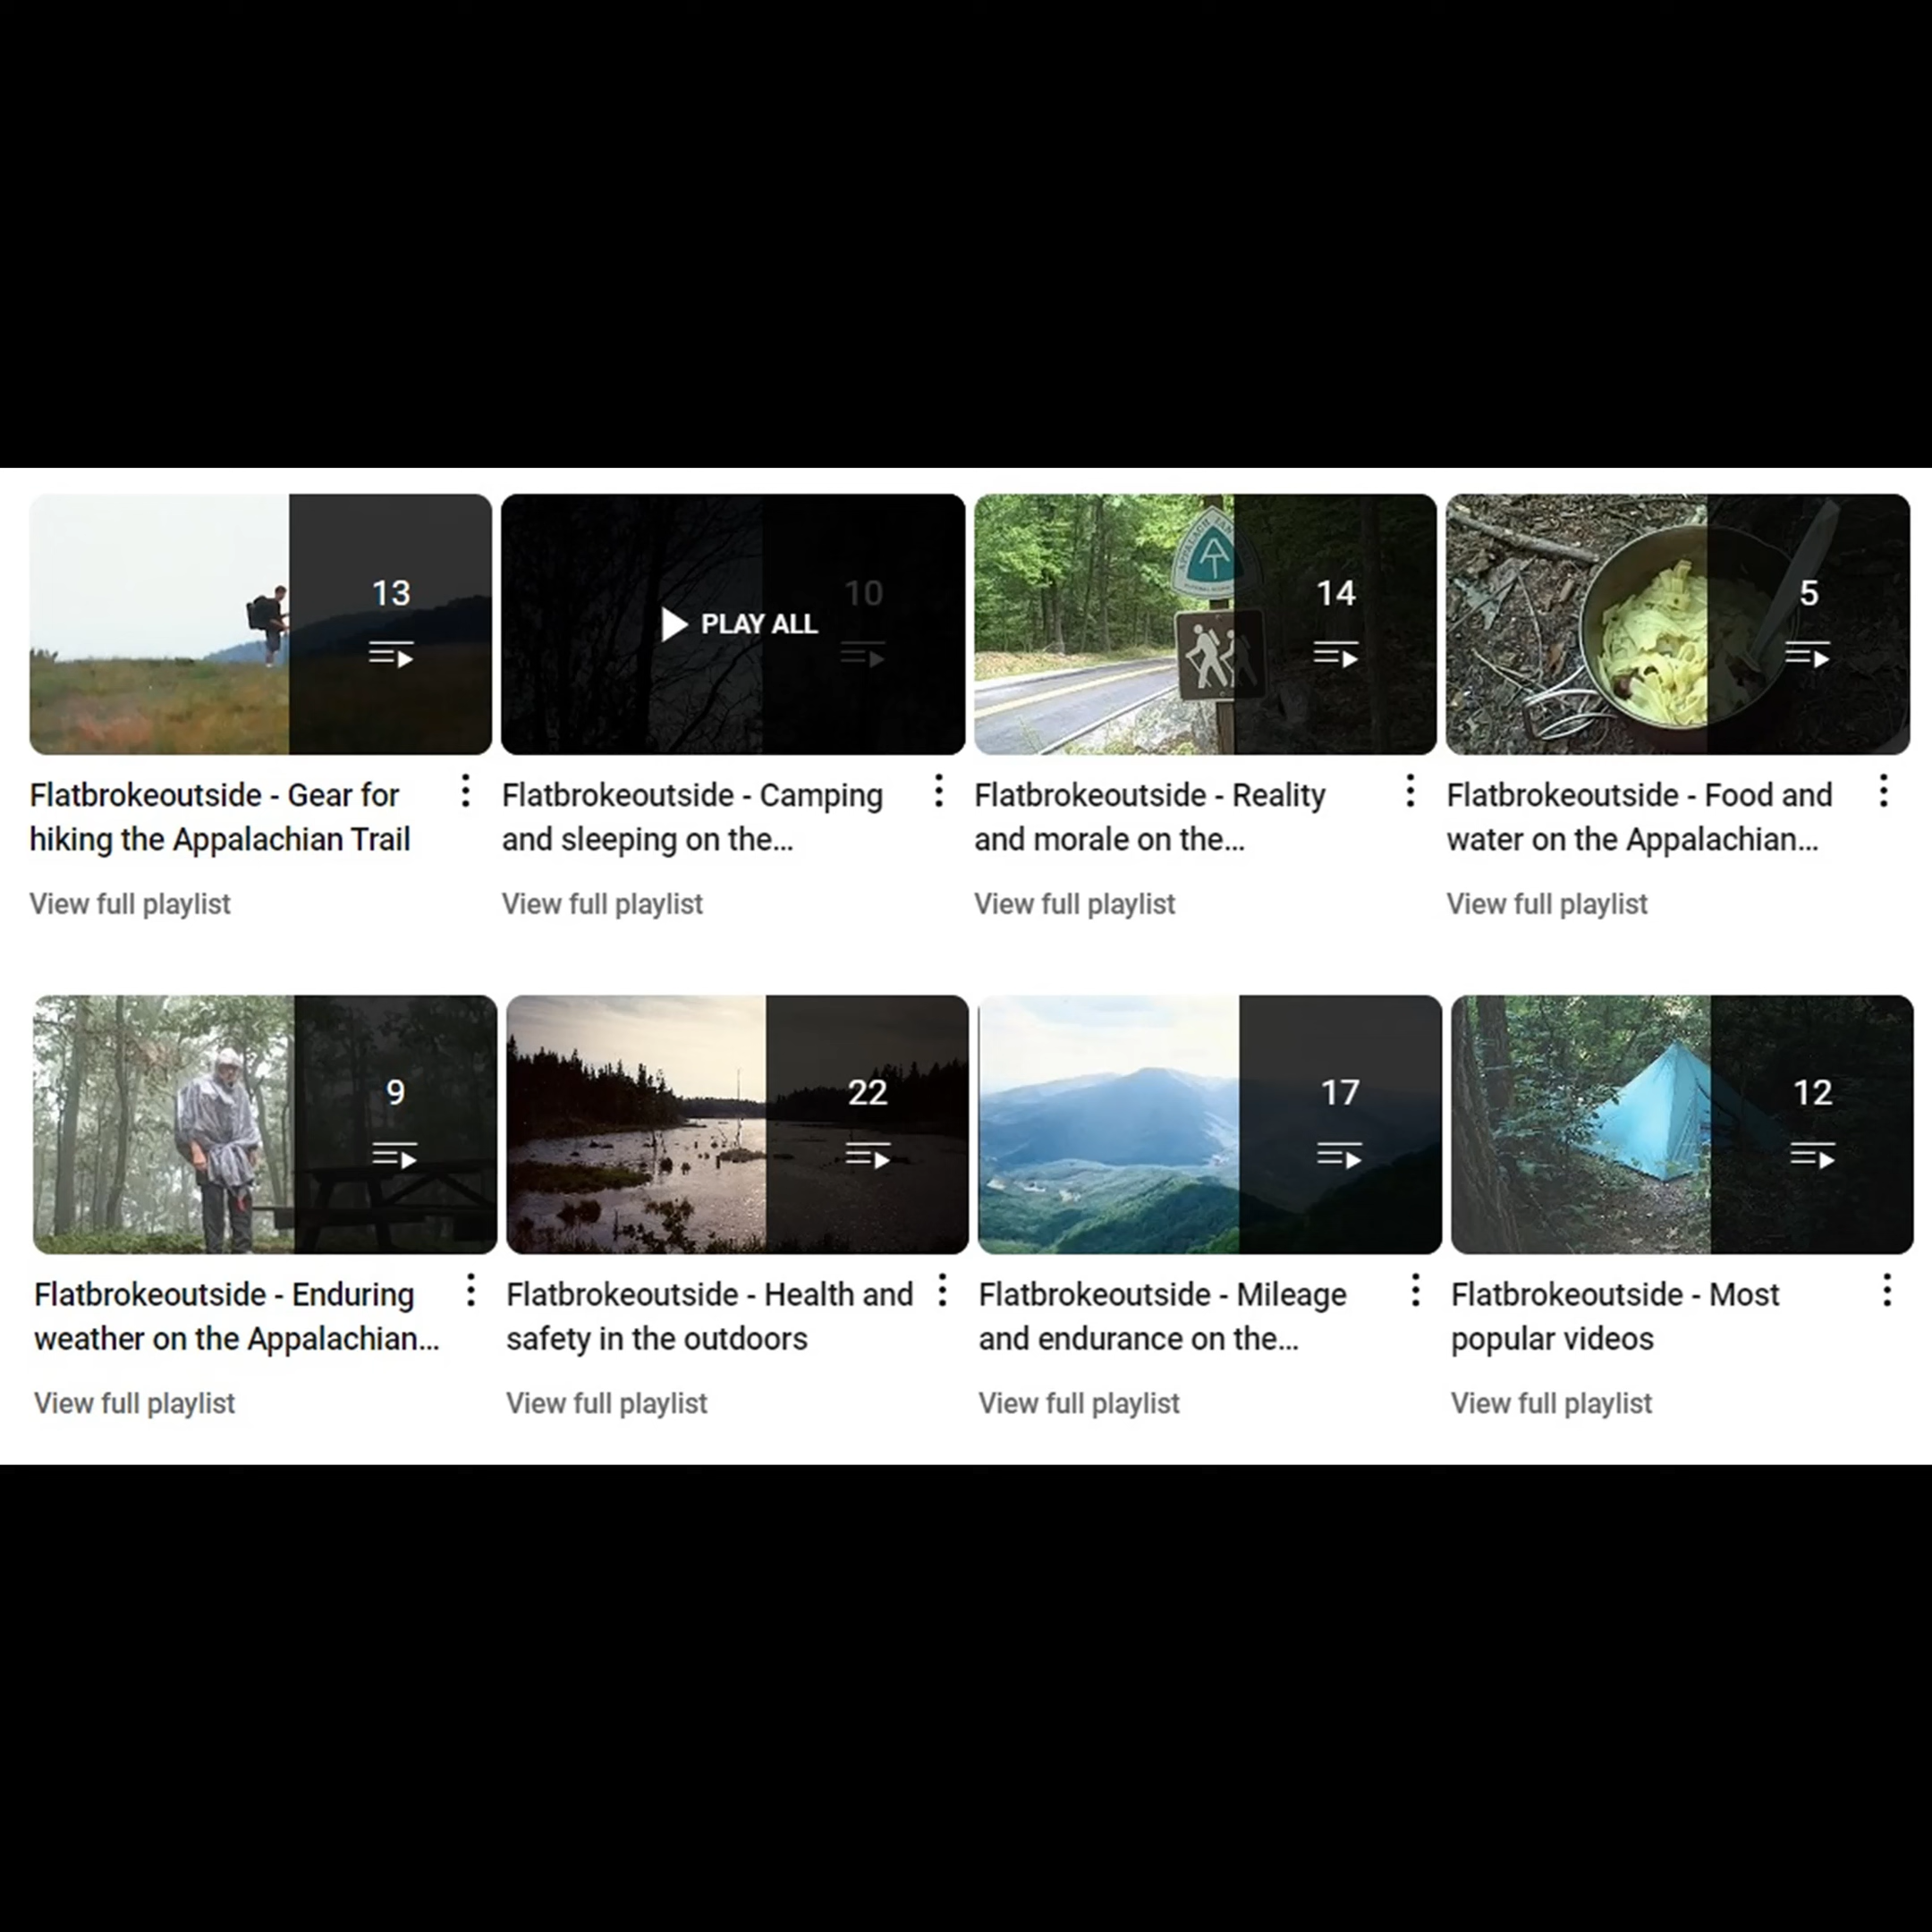 13
PLAY ALL
10
14
5
Flatbrokeoutside - Gear for
hiking the Appalachian Trail
View full playlist
Flatbrokeoutside - Camping
and sleeping on the...
View full playlist
Flatbrokeoutside - Reality
and morale on the...
View full playlist
Flatbrokeoutside - Food and
water on the Appalachian...
View full playlist
9
22
17
12
Flatbrokeoutside - Enduring
weather on the Appalachian...
View full playlist
Flatbrokeoutside - Health and
safety in the outdoors
View full playlist
Flatbrokeoutside - Mileage
and endurance on the...
View full playlist
Flatbrokeoutside - Most
popular videos
View full playlist